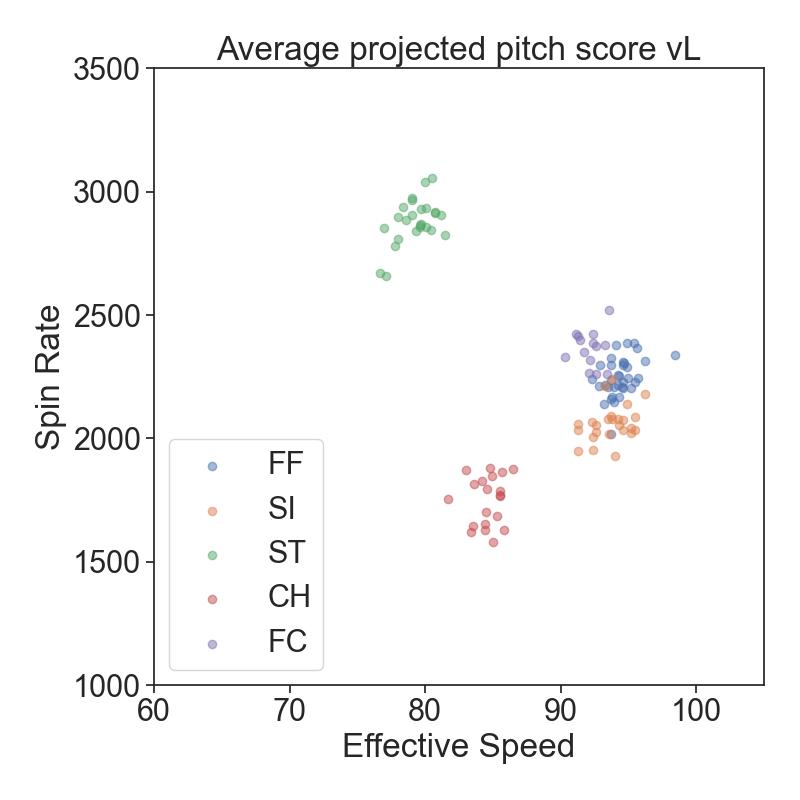 Average projected pitch score vL
3500
3000
2500
2000
1500
1000
Spin Rate
FF
SI
ST
CH
FC
60
70
80
90
100
Effective Speed